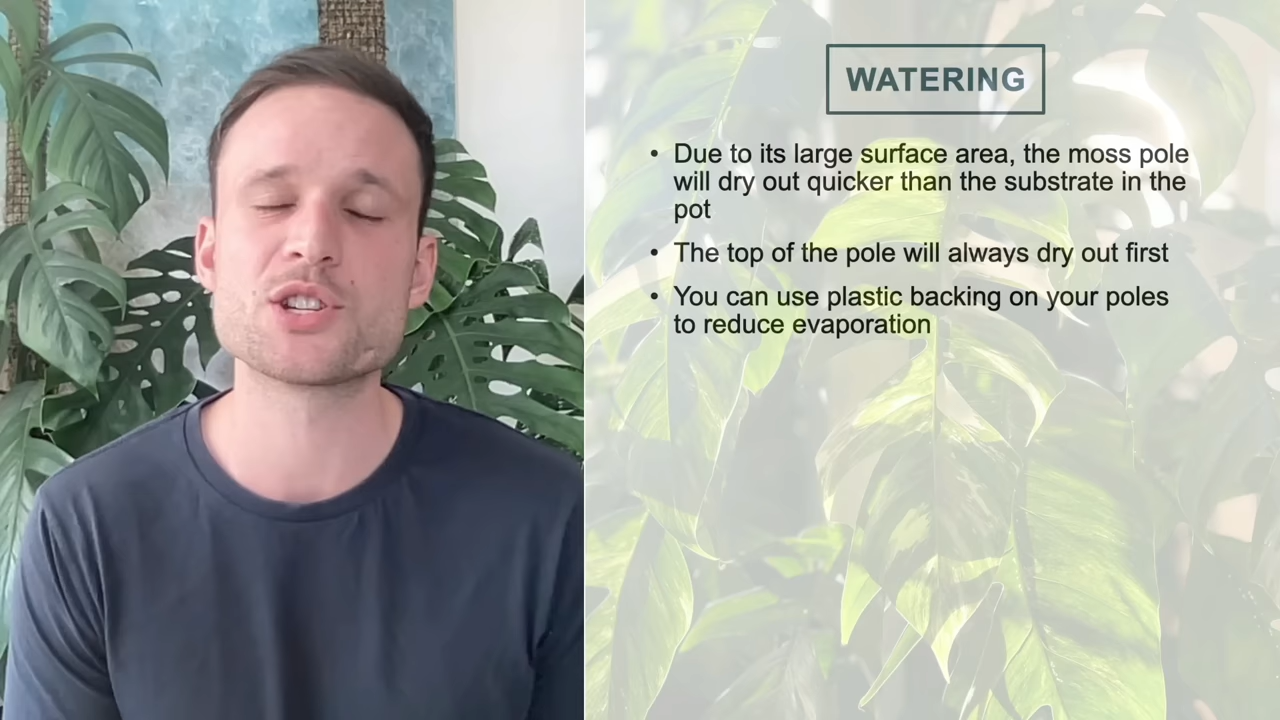 WATERING
• Due to its large surface area, the moss pole
will dry out quicker than the substrate in the
pot
• The top of the pole will always dry out first
• You can use plastic backing on your poles
to reduce evaporation